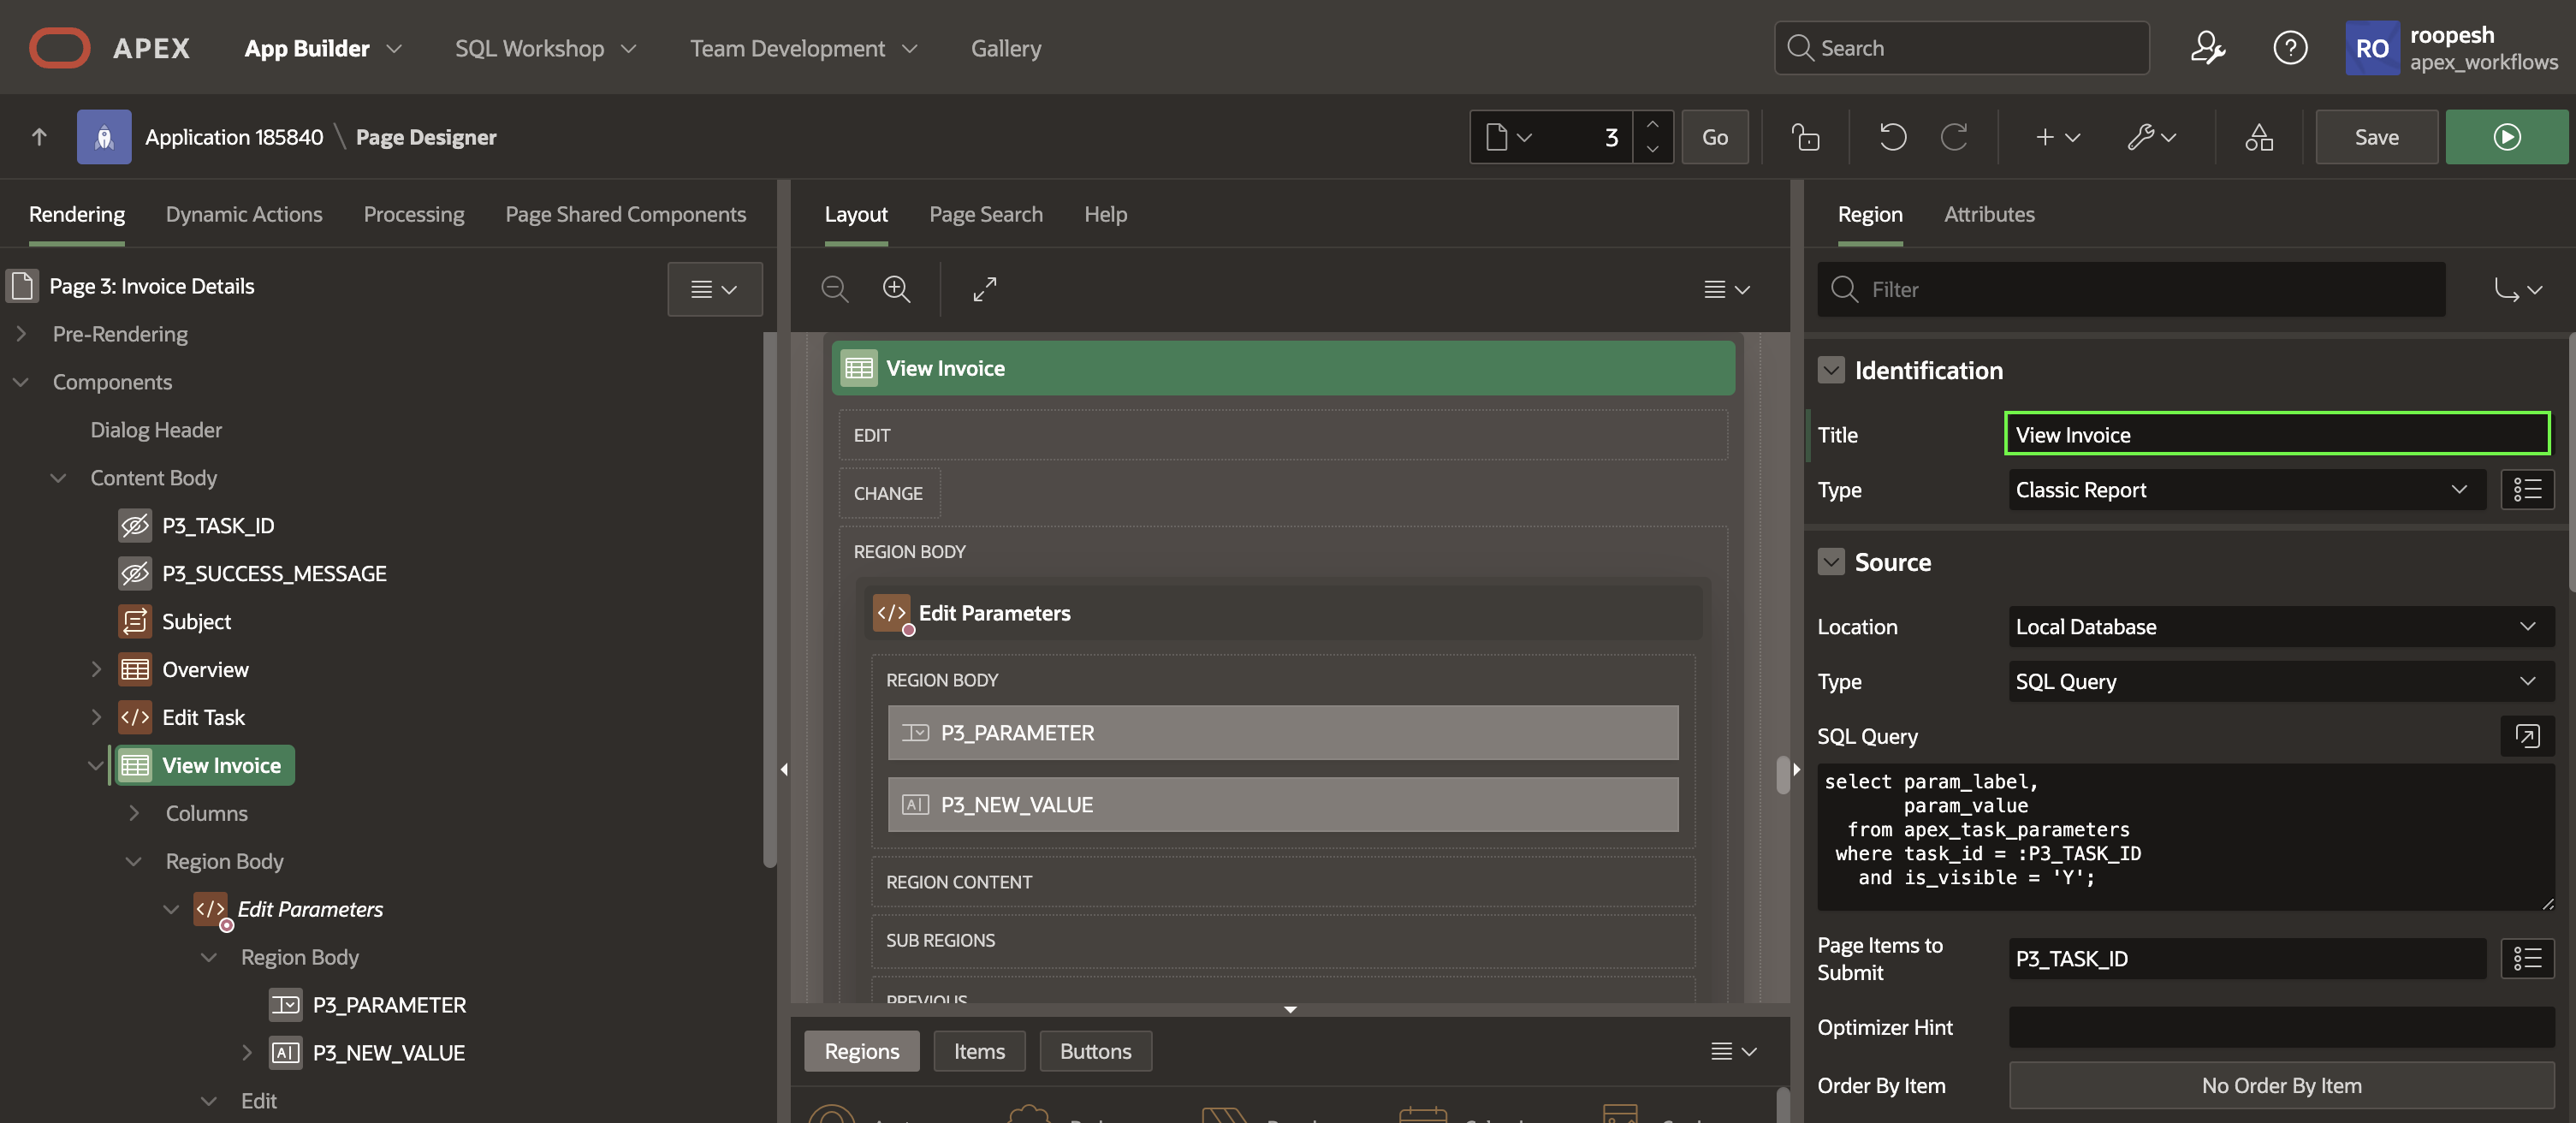 APEX
App Builder
SQL Workshop
Team Development
Gallery
Search
RO
roopesh
apex_workflows
Application 185840 \ Page Designer
3
Go
Save
Rendering
Dynamic Actions
Processing
Page Shared Components
Page 3: Invoice Details
Pre-Rendering
Components
Dialog Header
Content Body
P3_TASK_ID
P3_SUCCESS_MESSAGE
Subject
Overview
Edit Task
View Invoice
Columns
Region Body
Edit Parameters
Region Body
P3_PARAMETER
P3_NEW_VALUE
Edit
Layout
Page Search
Help
View Invoice
EDIT
CHANGE
REGION BODY
Edit Parameters
REGION BODY
P3_PARAMETER
P3_NEW_VALUE
REGION CONTENT
SUB REGIONS
PREVIOUS
Regions
Items
Buttons
Region
Attributes
Filter
Identification
Title
View Invoice
Type
Classic Report
Source
Location
Local Database
Type
SQL Query
SQL Query
select param_label,
param_value
from apex_task_parameters
where task_id = :P3_TASK_ID
and is_visible = 'Y';
Page Items to
Submit
P3_TASK_ID
Optimizer Hint
Order By Item
No Order By Item